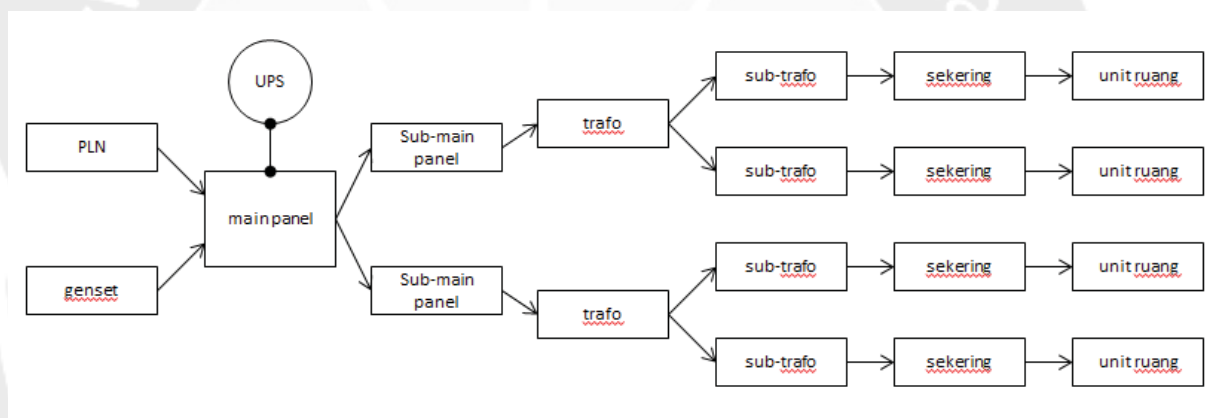 UPS
PLN
genset
main panel
Sub-main
panel
Sub-main
panel
trafo
trafo
sub-trafo
sekering
unit ruang
sub-trafo
sekering
unit ruang
sub-trafo
sekering
unit ruang
sub-trafo
sekering
unit ruang